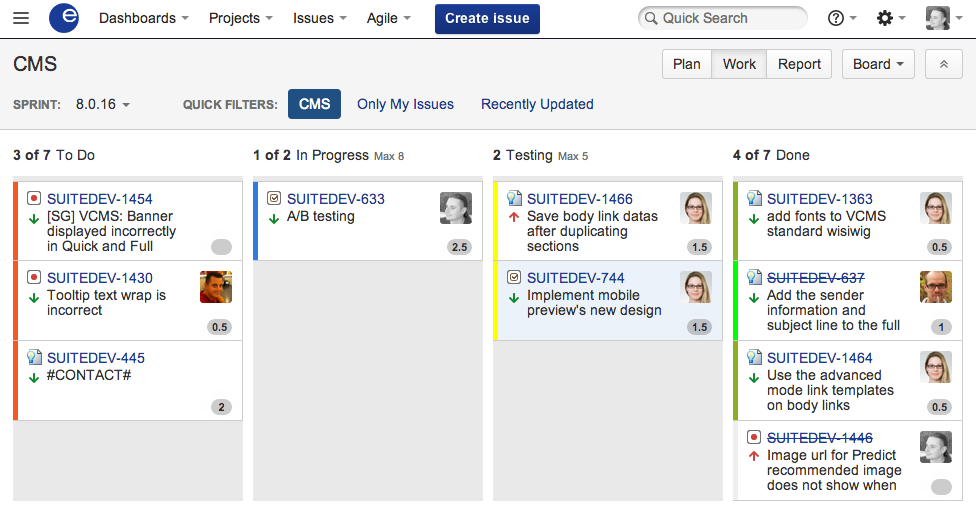 Dashboards Projects Issues Agile Create issue Quick Search
CMS
Plan Work Report Board
SPRINT: 8.0.16 QUICK FILTERS: CMS Only My Issues Recently Updated
3 of 7 To Do
SUITEDEV-1454
[SG] VCMS: Banner
displayed incorrectly
in Quick and Full
SUITEDEV-1430
Tooltip text wrap is
incorrect
0.5
SUITEDEV-445
#CONTACT#
2
1 of 2 In Progress Max 8
SUITEDEV-633
A/B testing
2.5
2 Testing Max 5
SUITEDEV-1466
Save body link datas
after duplicating
sections
1.5
SUITEDEV-744
Implement mobile
preview's new design
1.5
4 of 7 Done
SUITEDEV-1363
add fonts to VCMS
standard wisiwig
0.5
SUITEDEV-637
Add the sender
information and
subject line to the full
1
SUITEDEV-1464
Use the advanced
mode link templates
on body links
0.5
SUITEDEV-1446
Image url for Predict
recommended image
does not show when